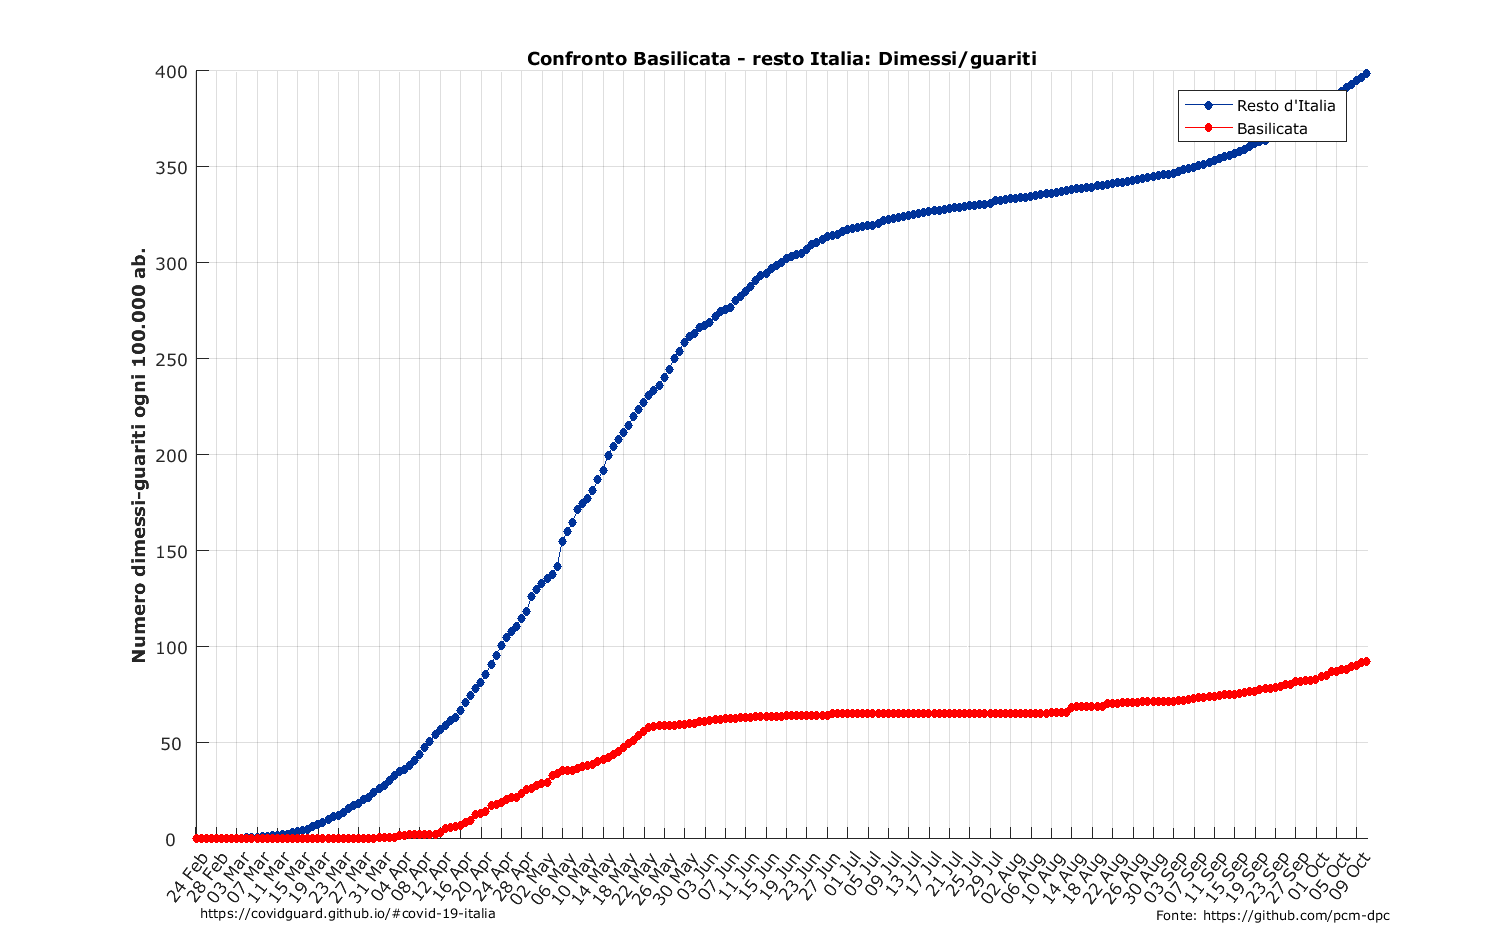 Confronto Basilicata - resto Italia: Dimessi/guariti
Numero dimessi-guariti ogni 100.000 ab.
400
350
300
250
200
150
100
50
0
Resto d'Italia
Basilicata
24 Feb
28 Feb
03 Mar
07 Mar
11 Mar
15 Mar
19 Mar
23 Mar
27 Mar
31 Mar
04 Apr
08 Apr
12 Apr
16 Apr
20 Apr
24 Apr
28 Apr
02 May
06 May
10 May
14 May
18 May
22 May
26 May
30 May
03 Jun
07 Jun
11 Jun
15 Jun
19 Jun
23 Jun
27 Jun
01 Jul
05 Jul
09 Jul
13 Jul
17 Jul
21 Jul
25 Jul
29 Jul
02 Aug
06 Aug
10 Aug
14 Aug
18 Aug
22 Aug
26 Aug
30 Aug
03 Sep
07 Sep
11 Sep
15 Sep
19 Sep
23 Sep
27 Sep
01 Oct
05 Oct
09 Oct
https://covidguard.github.io/#covid-19-italia
Fonte: https://github.com/pcm-dpc